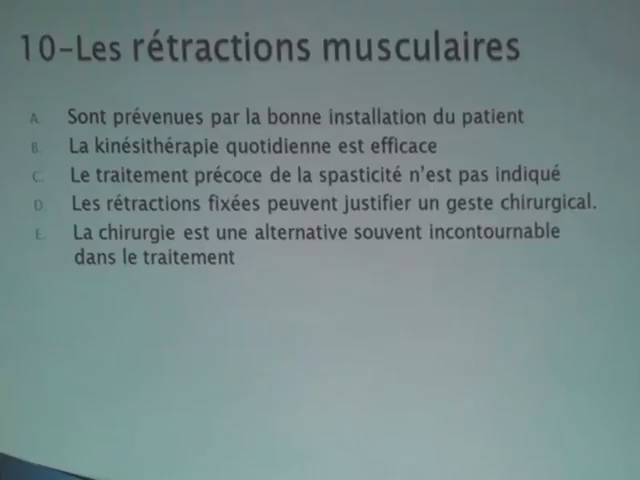 10-Les rétractions musculaires
A. Sont prévenues par la bonne installation du patient
B. La kinésithérapie quotidienne est efficace
C. Le traitement précoce de la spasticité n'est pas indiqué
D. Les rétractions fixées peuvent justifier un geste chirurgical.
E. La chirurgie est une alternative souvent incontournable
dans le traitement